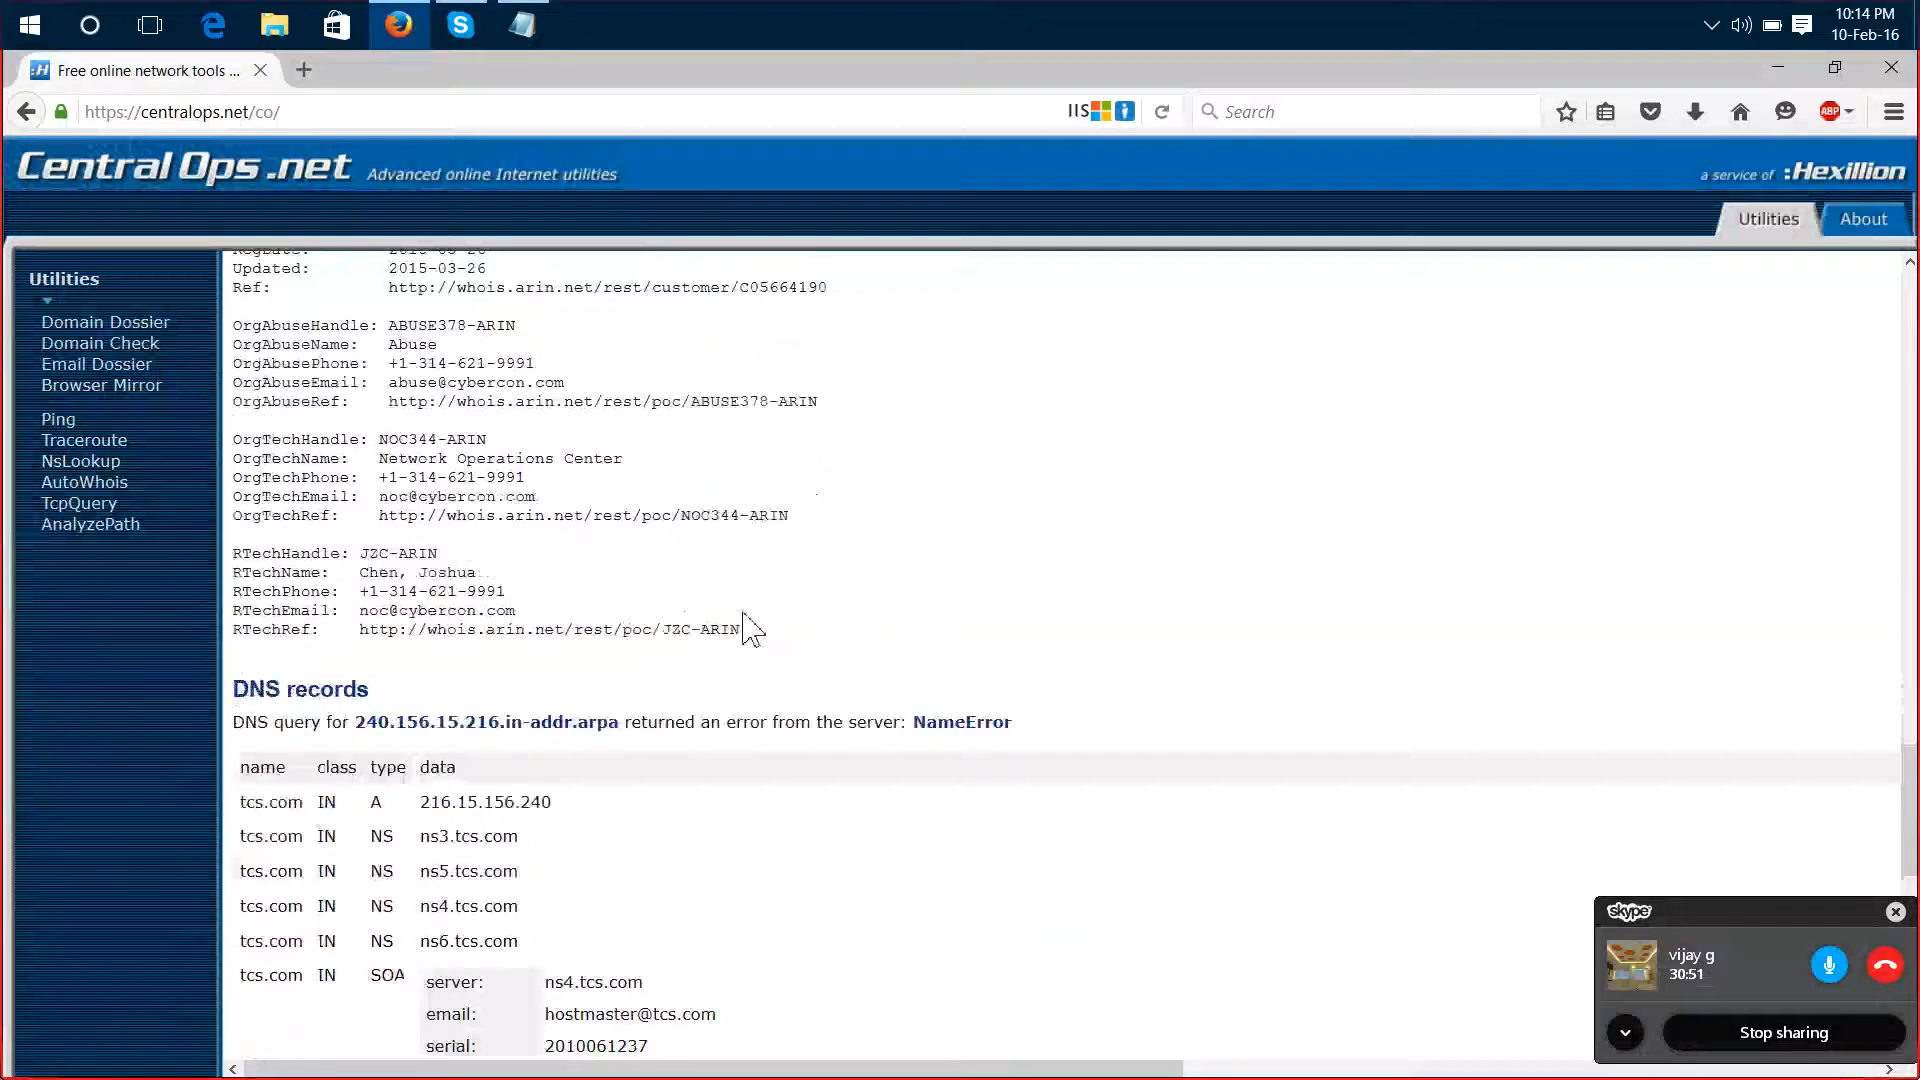 10:14 PM
10-Feb-16
Free online network tools ...
https://centralops.net/co/
IIS
Search
ABP
Central Ops .net Advanced online Internet utilities
a service of :Hexillion
Utilities
About
Utilities
Domain Dossier
Domain Check
Email Dossier
Browser Mirror
Ping
Traceroute
NsLookup
AutoWhois
TcpQuery
AnalyzePath
Updated: 2015-03-26
Ref: http://whois.arin.net/rest/customer/C05664190
OrgAbuseHandle: ABUSE378-ARIN
OrgAbuseName: Abuse
OrgAbusePhone: +1-314-621-9991
OrgAbuseEmail: abuse@cybercon.com
OrgAbuseRef: http://whois.arin.net/rest/poc/ABUSE378-ARIN
OrgTechHandle: NOC344-ARIN
OrgTechName: Network Operations Center
OrgTechPhone: +1-314-621-9991
OrgTechEmail: noc@cybercon.com
OrgTechRef: http://whois.arin.net/rest/poc/NOC344-ARIN
RTechHandle: JZC-ARIN
RTechName: Chen, Joshua
RTechPhone: +1-314-621-9991
RTechEmail: noc@cybercon.com
RTechRef: http://whois.arin.net/rest/poc/JZC-ARIN
DNS records
DNS query for 240.156.15.216.in-addr.arpa returned an error from the server: NameError
name class type data
tcs.com IN A 216.15.156.240
tcs.com IN NS ns3.tcs.com
tcs.com IN NS ns5.tcs.com
tcs.com IN NS ns4.tcs.com
tcs.com IN NS ns6.tcs.com
tcs.com IN SOA server: ns4.tcs.com
email: hostmaster@tcs.com
serial: 2010061237
skype
vijay g
30:51
Stop sharing